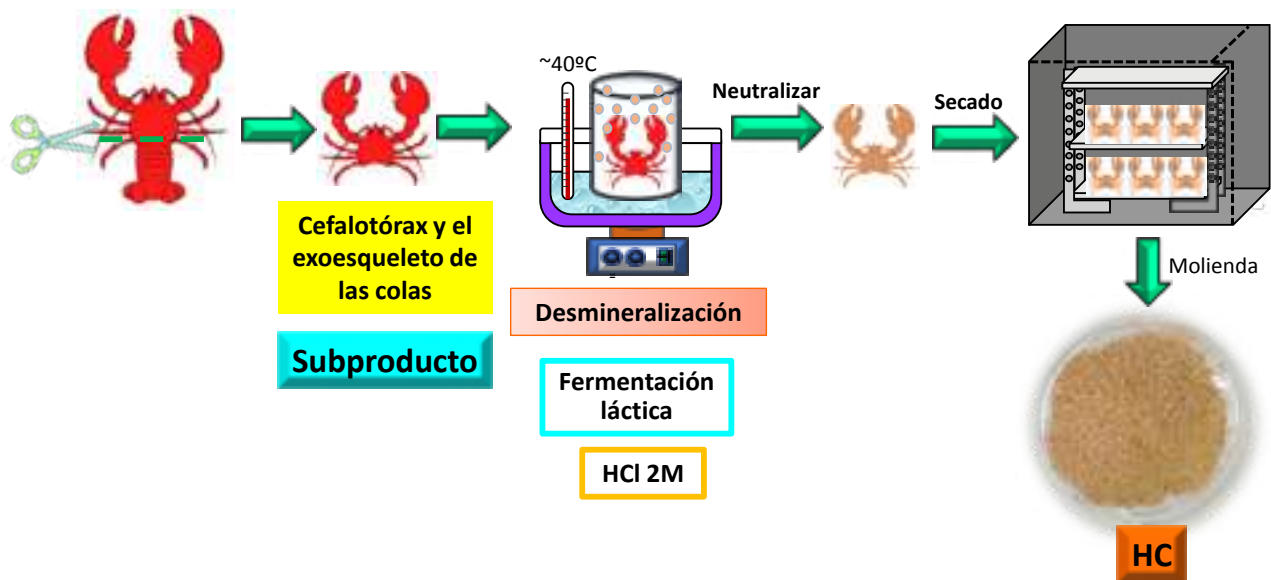 ~40ºC
Neutralizar
Secado
Cefalotórax y el
exoesqueleto de
las colas
Subproducto
Desmineralización
Fermentación
láctica
HCl 2M
Molienda
HC